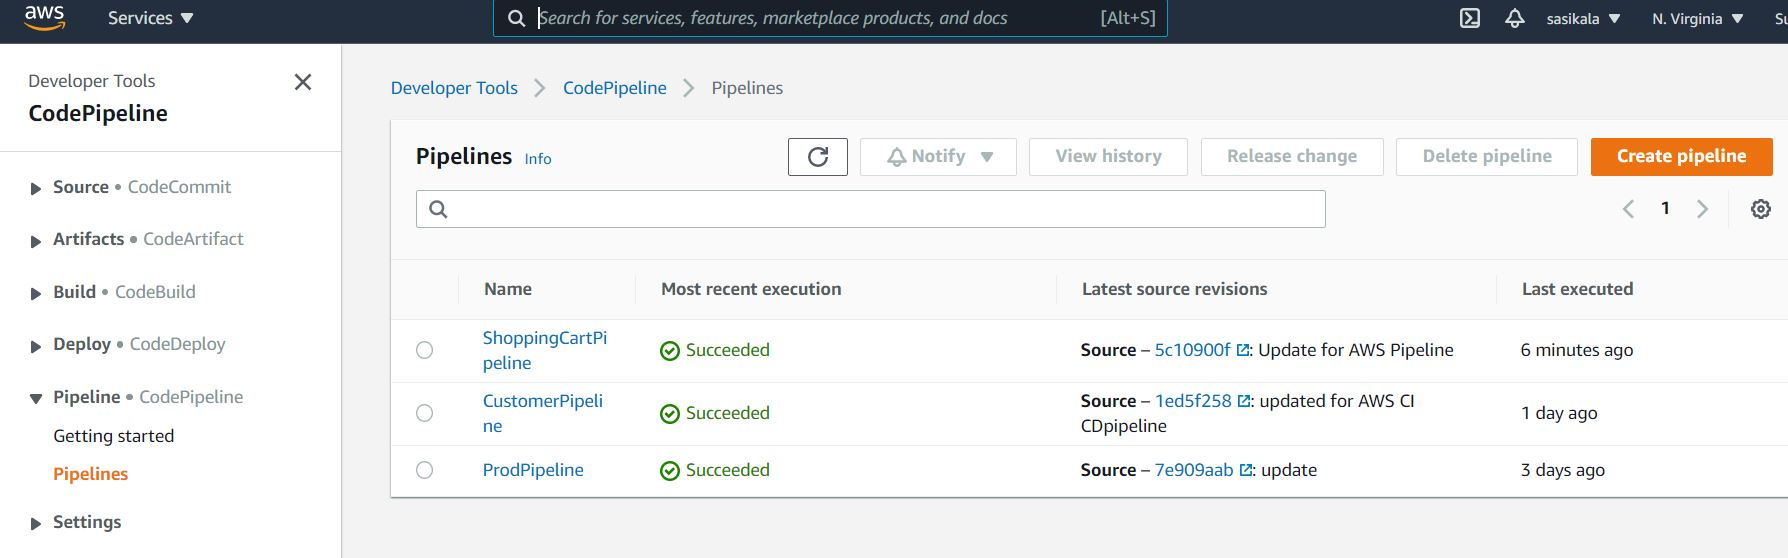 aws
Services
Search for services, features, marketplace products, and docs [Alt+S]
sasikala
N. Virginia
Developer Tools
CodePipeline
Source • CodeCommit
Artifacts • CodeArtifact
Build • CodeBuild
Deploy • CodeDeploy
Pipeline • CodePipeline
Getting started
Pipelines
Settings
Developer Tools > CodePipeline > Pipelines
Pipelines Info
Notify
View history
Release change
Delete pipeline
Create pipeline
1
Name Most recent execution Latest source revisions Last executed
ShoppingCartPi
peline
Succeeded
Source – 5c10900f: Update for AWS Pipeline
6 minutes ago
CustomerPipeli
ne
Succeeded
Source – 1ed5f258: updated for AWS CI
CDpipeline
1 day ago
ProdPipeline
Succeeded
Source – 7e909aab: update
3 days ago